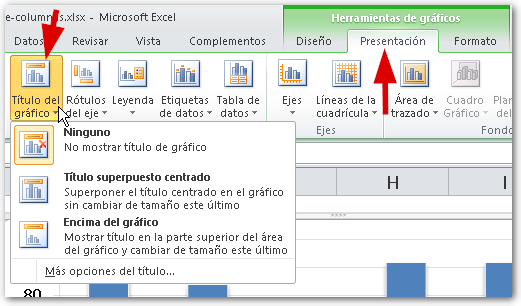 e-columns.xlsx - Microsoft Excel
Herramientas de gráficos
Datos Revisar Vista Complementos Diseño Presentación Formato
Título del gráfico
Rótulos del eje
Leyenda
Etiquetas de datos
Tabla de datos
Ejes
Líneas de la cuadrícula
Área de trazado
Cuadro Gráfico
Ejes
Fondo
Ninguno
No mostrar título de gráfico
Título superpuesto centrado
Superponer el título centrado en el gráfico
sin cambiar de tamaño este último
Encima del gráfico
Mostrar título en la parte superior del área
del gráfico y cambiar de tamaño este último
Más opciones del título...
H I
80